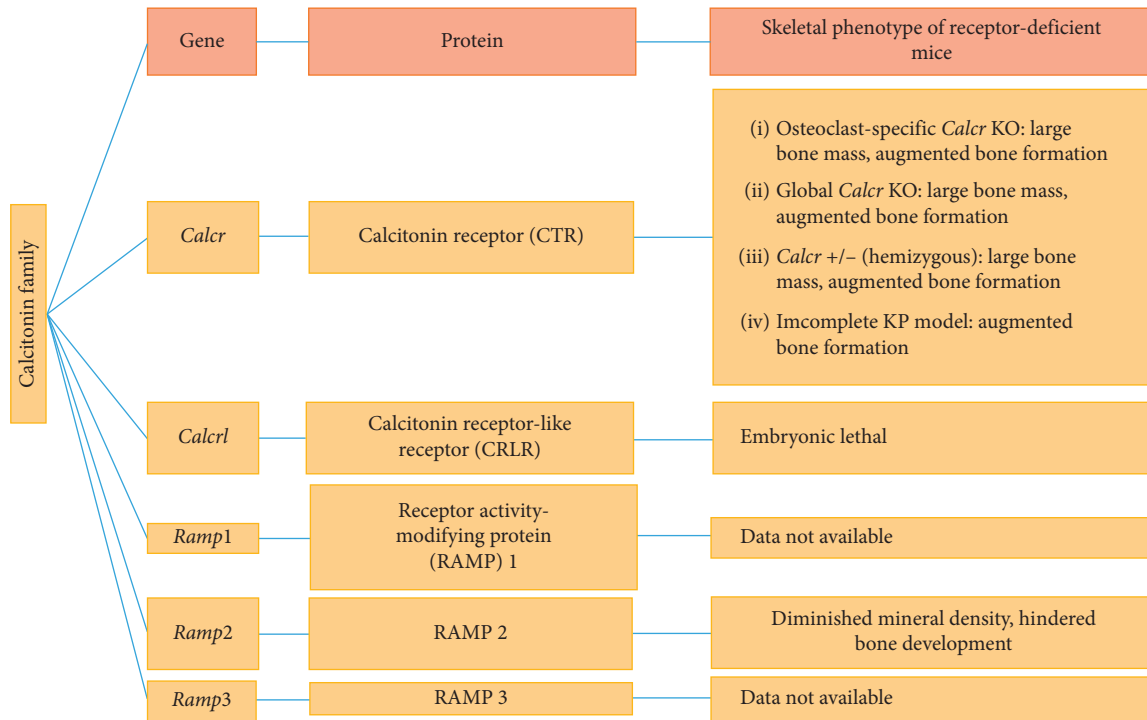 Gene
Protein
Skeletal phenotype of receptor-deficient
mice
Calcitonin family
Calcr
Calcitonin receptor (CTR)
(i) Osteoclast-specific Calcr KO: large
bone mass, augmented bone formation
(ii) Global Calcr KO: large bone mass,
augmented bone formation
(iii) Calcr +/– (hemizygous): large bone
mass, augmented bone formation
(iv) Imcomplete KP model: augmented
bone formation
Calcrl
Calcitonin receptor-like
receptor (CRLR)
Embryonic lethal
Ramp1
Receptor activity-
modifying protein
(RAMP) 1
Data not available
Ramp2
RAMP 2
Diminished mineral density, hindered
bone development
Ramp3
RAMP 3
Data not available